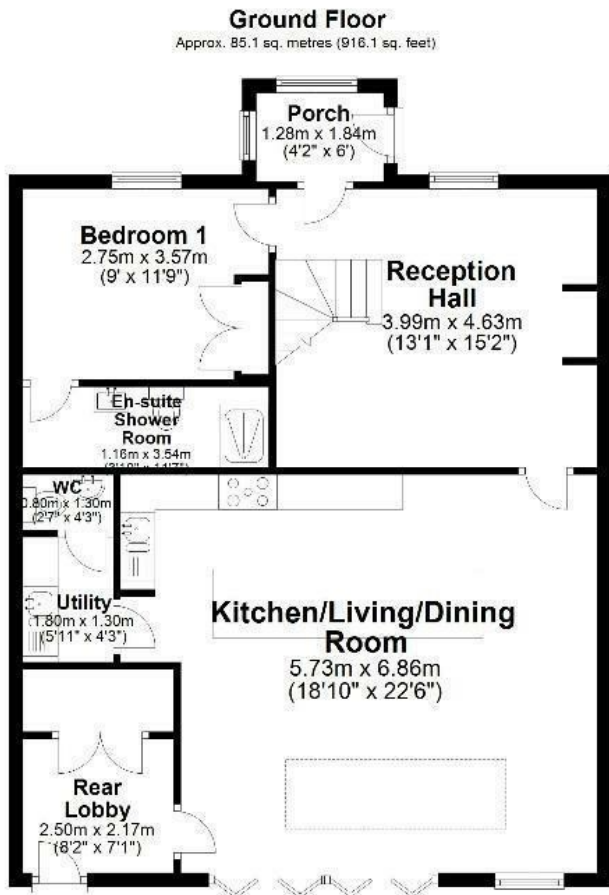 Ground Floor
Approx. 85.1 sq. metres (916.1 sq. feet)
Porch
1.28m x 1.84m
(4'2" x 6')
Bedroom 1
2.75m x 3.57m
(9' x 11'9")
Reception
Hall
3.99m x 4.63m
(13'1" x 15'2")
En-suite
Shower
Room
1.16m x 3.54m
(3'10" x 11'7")
WC
0.80m x 1.30m
(2'7" x 4'3")
Utility
1.80m x 1.30m
(5'11" x 4'3")
Kitchen/Living/Dining
Room
5.73m x 6.86m
(18'10" x 22'6")
Rear
Lobby
2.50m x 2.17m
(8'2" x 7'1")